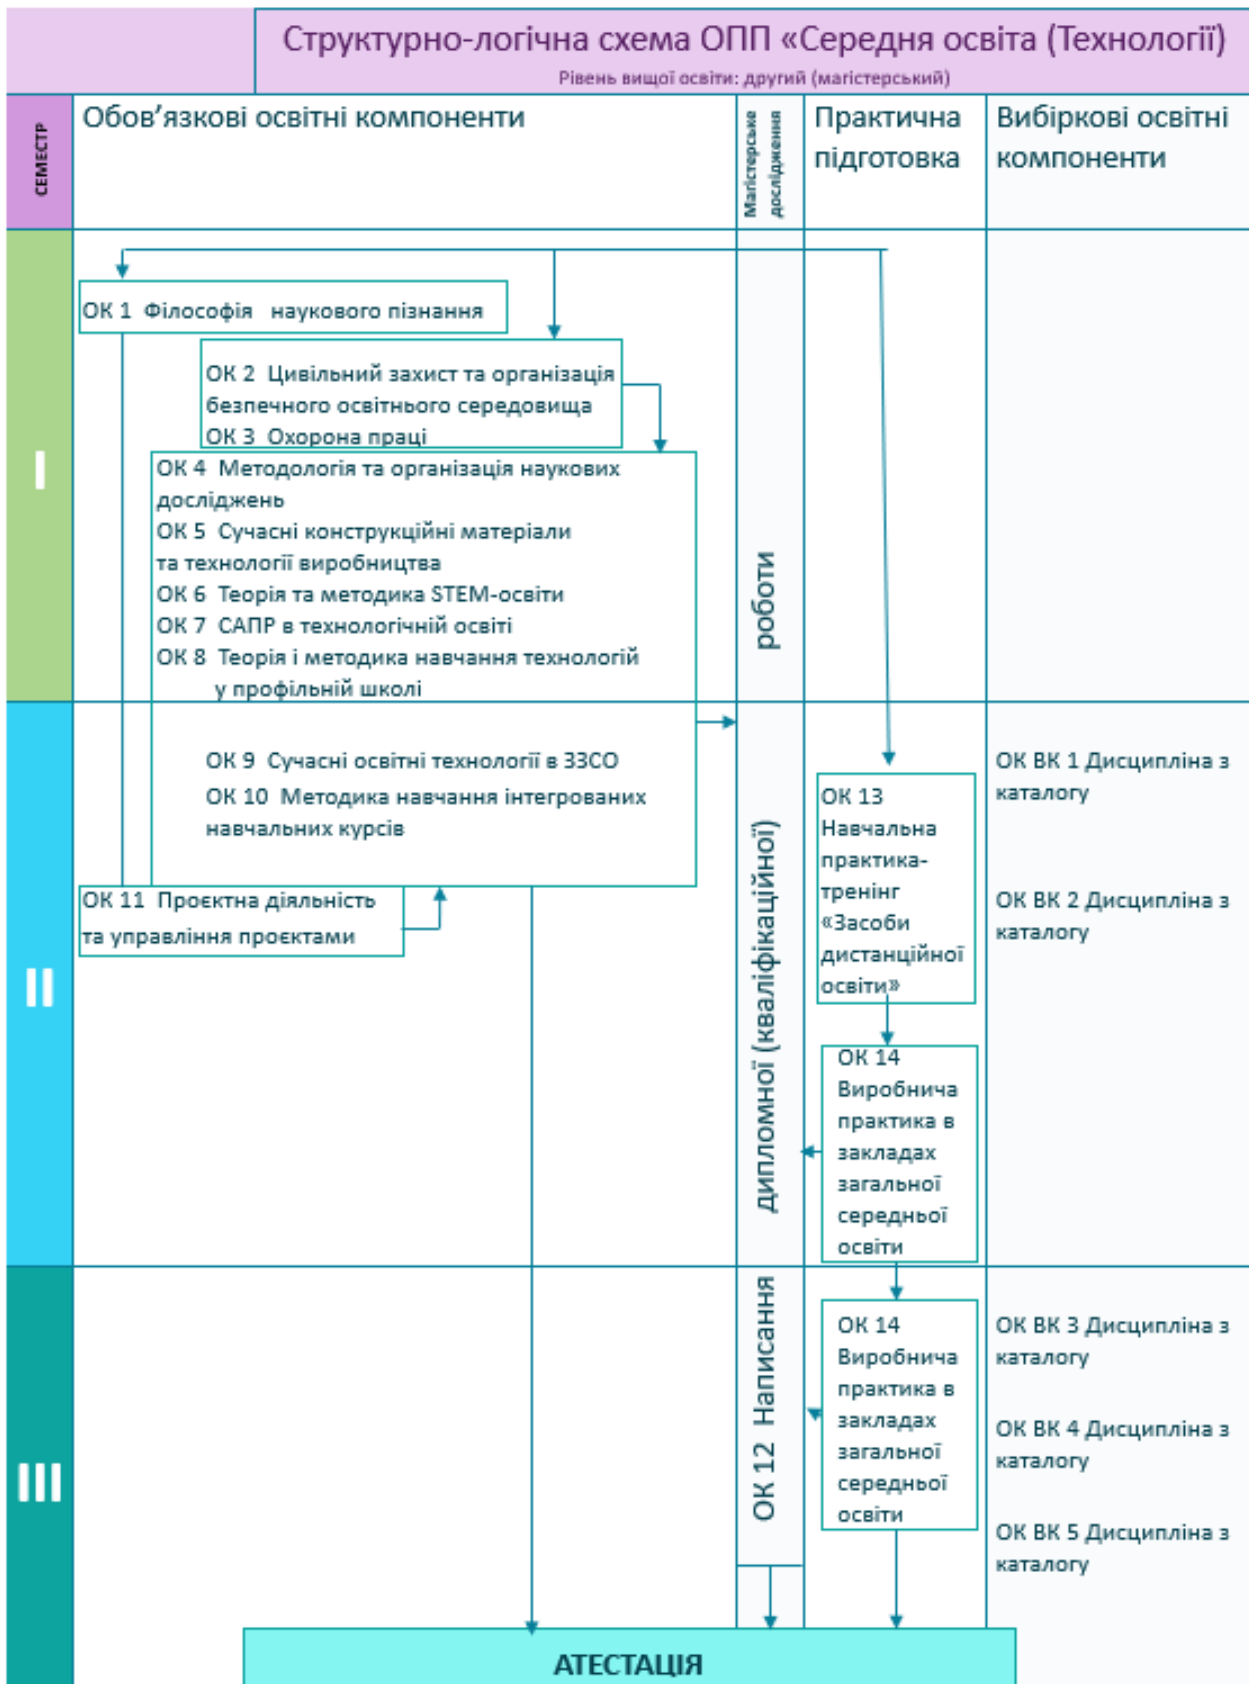 Структурно-логічна схема ОПП «Середня освіта (Технології)
Рівень вищої освіти: другий (магістерський)
СЕМЕСТР
Обов’язкові освітні компоненти
Магістерське
дослідження
Практична
підготовка
Вибіркові освітні
компоненти
I
ОК 1 Філософія наукового пізнання
ОК 2 Цивільний захист та організація
безпечного освітнього середовища
ОК 3 Охорона праці
ОК 4 Методологія та організація наукових
досліджень
ОК 5 Сучасні конструкційні матеріали
та технології виробництва
ОК 6 Теорія та методика STEM-освіти
ОК 7 САПР в технологічній освіті
ОК 8 Теорія і методика навчання технологій
у профільній школі
II
ОК 9 Сучасні освітні технології в ЗЗСО
ОК 10 Методика навчання інтегрованих
навчальних курсів
ОК 11 Проєктна діяльність
та управління проєктами
ОК 12 Написання дипломної (кваліфікаційної) роботи
ОК 13
Навчальна
практика-
тренінг
«Засоби
дистанційної
освіти»
ОК 14
Виробнича
практика в
закладах
загальної
середньої
освіти
ОК ВК 1 Дисципліна з
каталогу
ОК ВК 2 Дисципліна з
каталогу
III
ОК 14
Виробнича
практика в
закладах
загальної
середньої
освіти
ОК ВК 3 Дисципліна з
каталогу
ОК ВК 4 Дисципліна з
каталогу
ОК ВК 5 Дисципліна з
каталогу
АТЕСТАЦІЯ